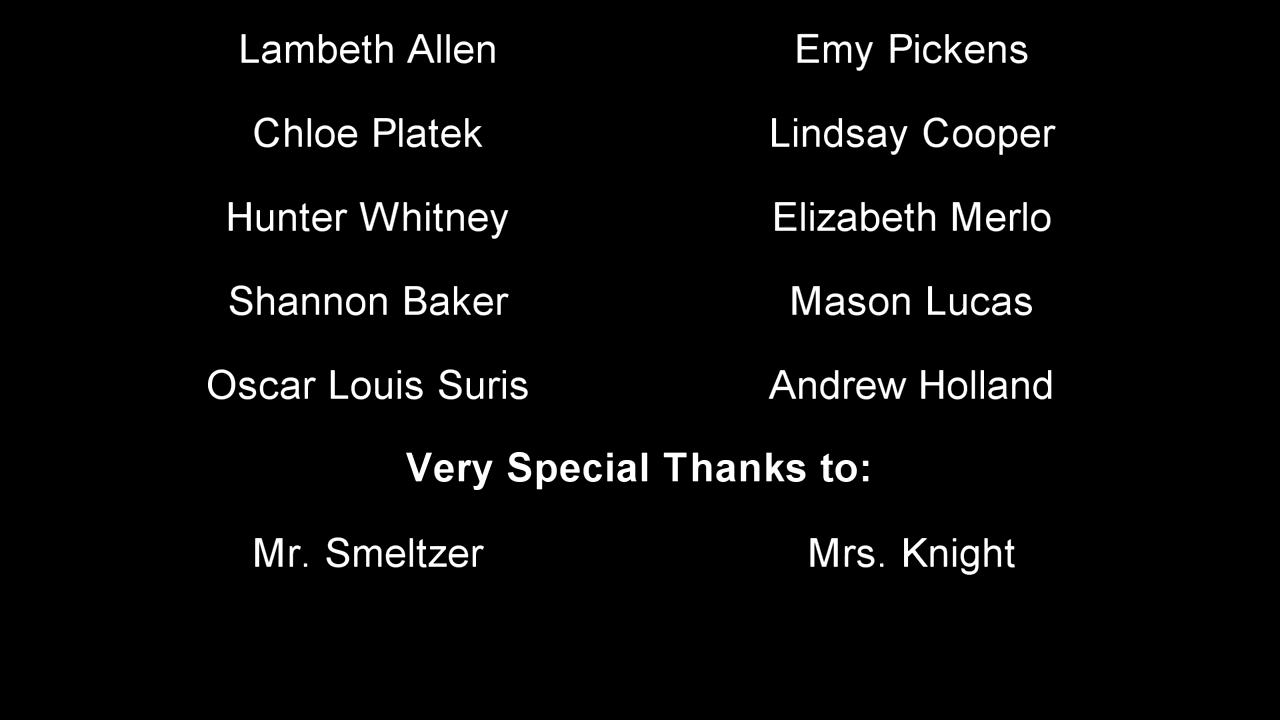 Lambeth Allen Emy Pickens
Chloe Platek Lindsay Cooper
Hunter Whitney Elizabeth Merlo
Shannon Baker Mason Lucas
Oscar Louis Suris Andrew Holland
Very Special Thanks to:
Mr. Smeltzer Mrs. Knight